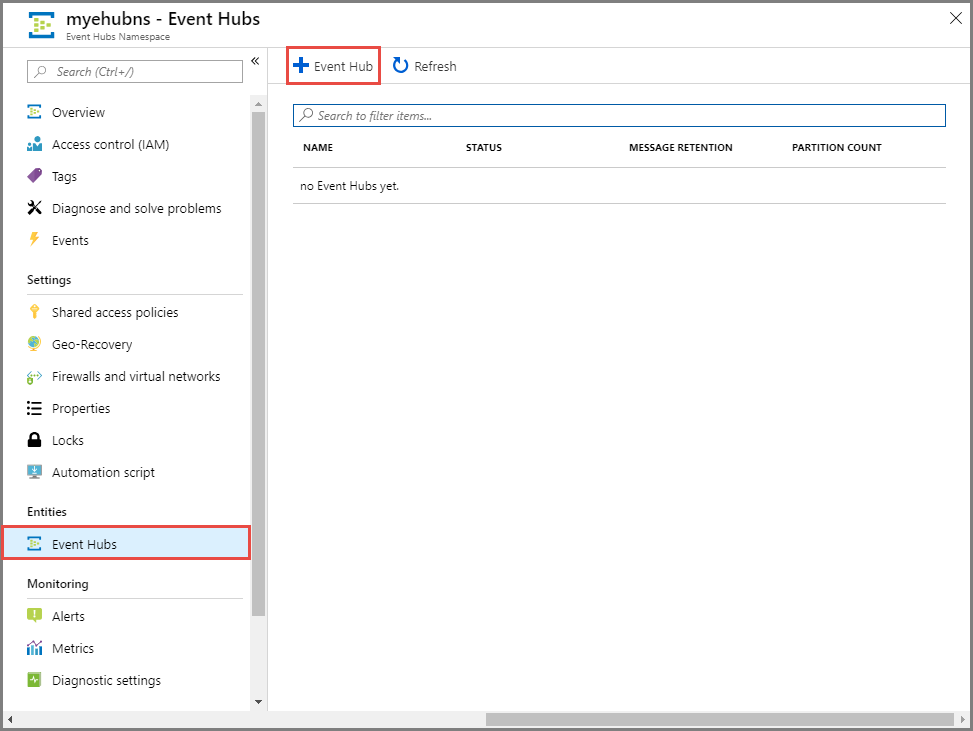 myehubns - Event Hubs
Event Hubs Namespace
Search (Ctrl+/)
Overview
Access control (IAM)
Tags
Diagnose and solve problems
Events
Settings
Shared access policies
Geo-Recovery
Firewalls and virtual networks
Properties
Locks
Automation script
Entities
Event Hubs
Monitoring
Alerts
Metrics
Diagnostic settings
Event Hub Refresh
Search to filter items...
NAME STATUS MESSAGE RETENTION PARTITION COUNT
no Event Hubs yet.